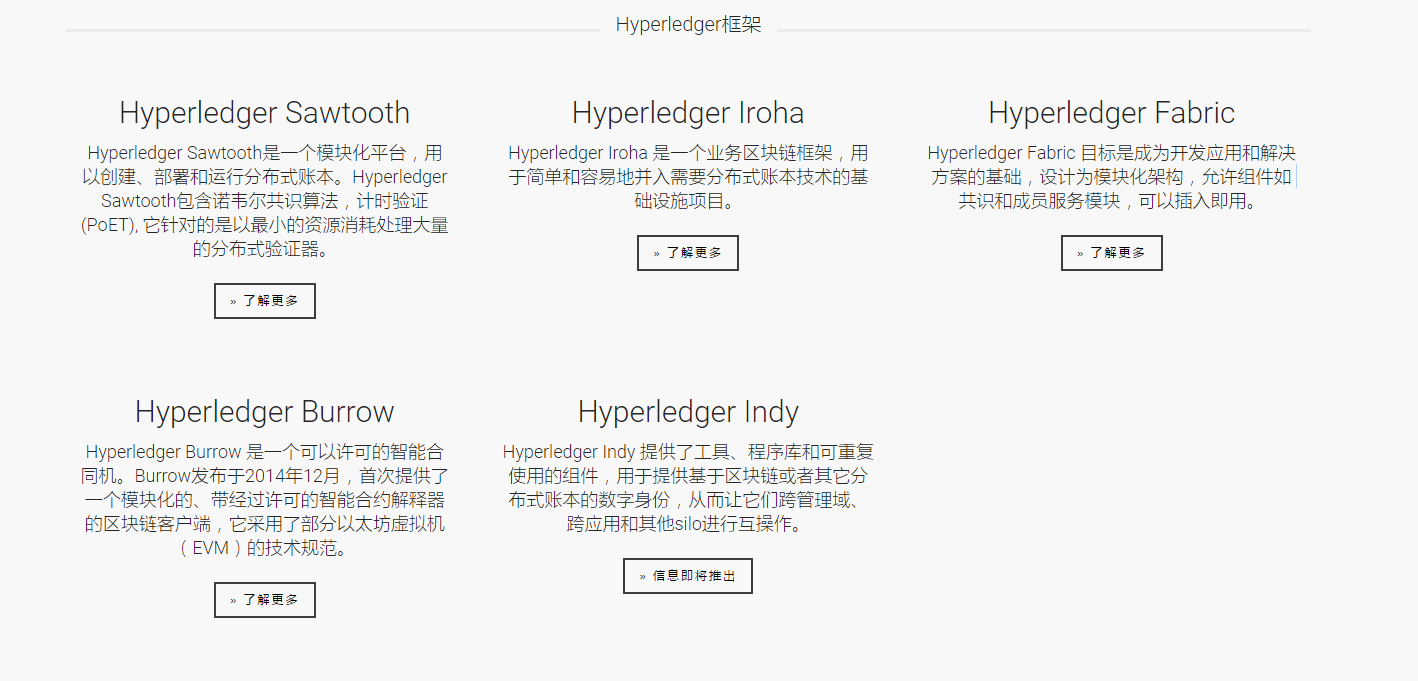 Hyperledger框架
Hyperledger Sawtooth
Hyperledger Sawtooth是一个模块化平台，用
以创建、部署和运行分布式账本。Hyperledger
Sawtooth包含诺韦尔共识算法，计时验证
(PoET), 它针对的是以最小的资源消耗处理大量
的分布式验证器。
» 了解更多
Hyperledger Iroha
Hyperledger Iroha 是一个业务区块链框架，用
于简单和容易地并入需要分布式账本技术的基
础设施项目。
» 了解更多
Hyperledger Fabric
Hyperledger Fabric 目标是成为开发应用和解决
方案的基础，设计为模块化架构，允许组件如
共识和成员服务模块，可以插入即用。
» 了解更多
Hyperledger Burrow
Hyperledger Burrow 是一个可以许可的智能合
同机。Burrow发布于2014年12月，首次提供了
一个模块化的、带经过许可的智能合约解释器
的区块链客户端，它采用了部分以太坊虚拟机
（EVM）的技术规范。
» 了解更多
Hyperledger Indy
Hyperledger Indy 提供了工具、程序库和可重复
使用的组件，用于提供基于区块链或者其它分
布式账本的数字身份，从而让它们跨管理域、
跨应用和其他silo进行互操作。
» 信息即将推出